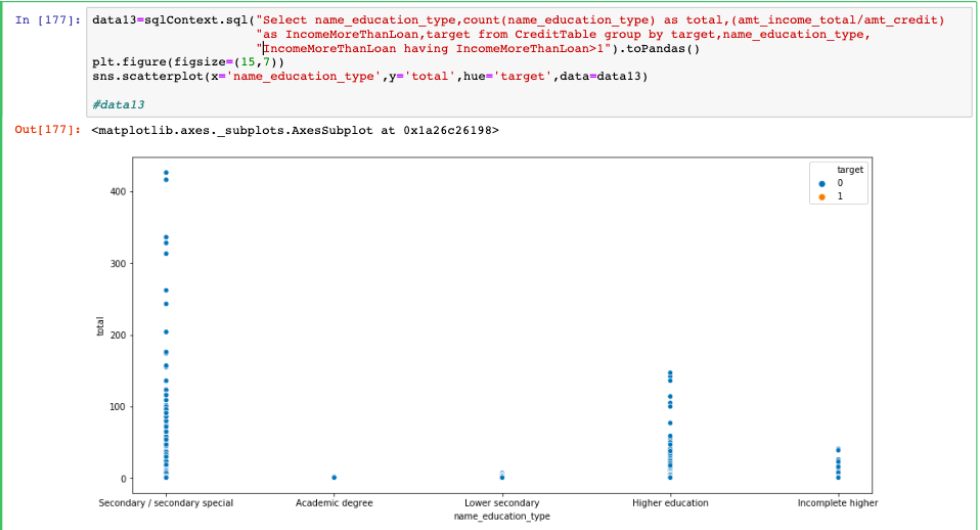 In [177]: data13=sqlContext.sql("Select name_education_type,count(name_education_type) as total,(amt_income_total/amt_credit)
"as IncomeMoreThanLoan,target from CreditTable group by target,name_education_type,
"IncomeMoreThanLoan having IncomeMoreThanLoan>1").toPandas()
plt.figure(figsize=(15,7))
sns.scatterplot(x='name_education_type',y='total',hue='target',data=data13)
#data13
Out[177]: <matplotlib.axes._subplots.AxesSubplot at 0x1a26c26198>
target
0
1
400
300
200
100
0
total
Secondary / secondary special Academic degree Lower secondary Higher education Incomplete higher
name_education_type